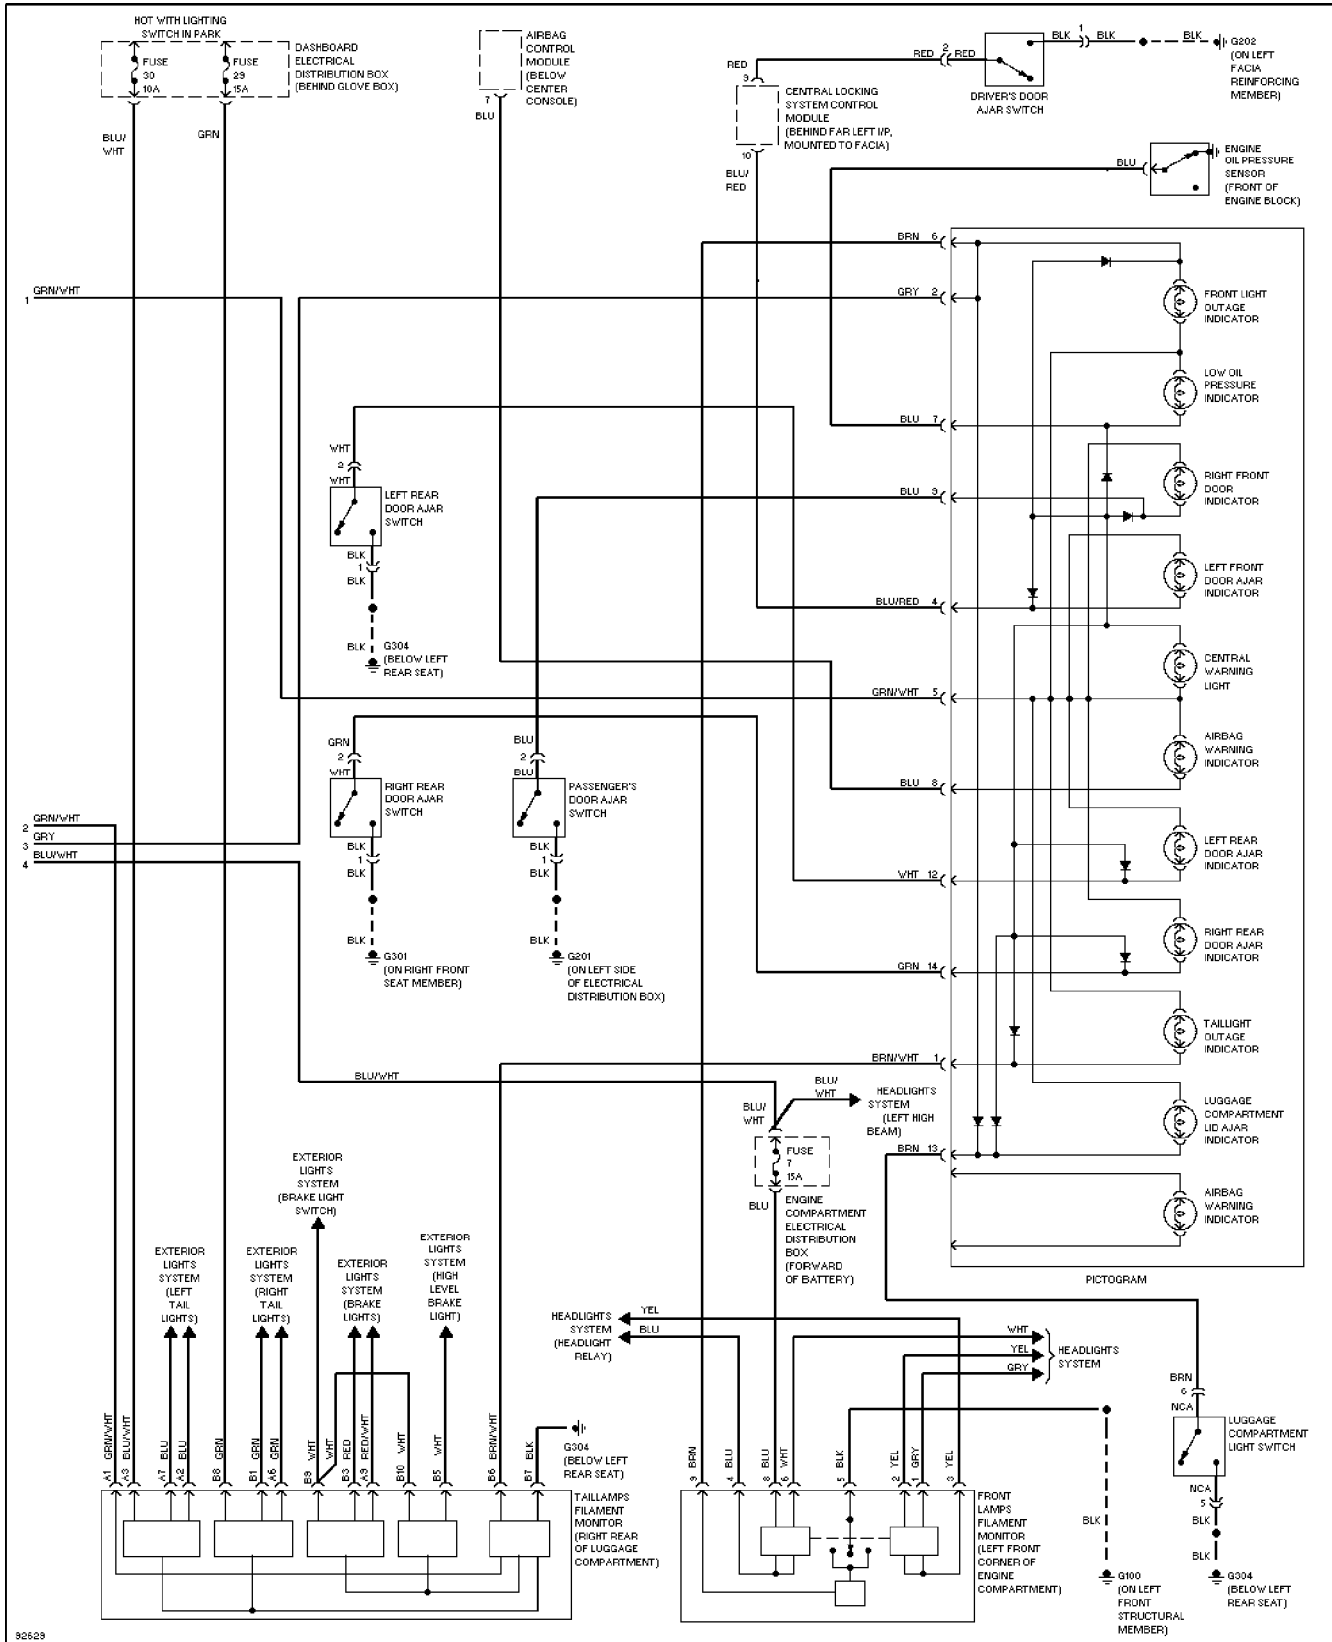 HOT WITH LIGHTING
SWITCH IN PARK
FUSE
30
10A
FUSE
29
15A
DASHBOARD
ELECTRICAL
DISTRIBUTION BOX
(BEHIND GLOVE BOX)
BLU/
WHT
GRN
AIRBAG
CONTROL
MODULE
(BELOW
CENTER
CONSOLE)
7
BLU
RED
9
CENTRAL LOCKING
SYSTEM CONTROL
MODULE
(BEHIND FAR LEFT I/P,
MOUNTED TO FACIA)
10
BLU/
RED
RED 2 RED
DRIVER'S DOOR
AJAR SWITCH
BLK 1 BLK
BLK
G202
(ON LEFT
FACIA
REINFORCING
MEMBER)
BLU
ENGINE
OIL PRESSURE
SENSOR
(FRONT OF
ENGINE BLOCK)
1 GRN/WHT
BRN 6
GRY 2
BLU 7
BLU 9
BLU/RED 4
GRN/WHT 5
BLU 8
WHT 12
GRN 14
BRN/WHT 1
BRN 13
FRONT LIGHT
OUTAGE
INDICATOR
LOW OIL
PRESSURE
INDICATOR
RIGHT FRONT
DOOR
INDICATOR
LEFT FRONT
DOOR AJAR
INDICATOR
CENTRAL
WARNING
LIGHT
AIRBAG
WARNING
INDICATOR
LEFT REAR
DOOR AJAR
INDICATOR
RIGHT REAR
DOOR AJAR
INDICATOR
TAILLIGHT
OUTAGE
INDICATOR
LUGGAGE
COMPARTMENT
LID AJAR
INDICATOR
AIRBAG
WARNING
INDICATOR
PICTOGRAM
WHT
2
WHT
LEFT REAR
DOOR AJAR
SWITCH
BLK
1
BLK
BLK
G304
(BELOW LEFT
REAR SEAT)
GRN
2
WHT
RIGHT REAR
DOOR AJAR
SWITCH
BLK
1
BLK
BLK
G301
(ON RIGHT FRONT
SEAT MEMBER)
BLU
2
BLU
PASSENGER'S
DOOR AJAR
SWITCH
BLK
1
BLK
BLK
G201
(ON LEFT SIDE
OF ELECTRICAL
DISTRIBUTION BOX)
2 GRN/WHT
3 GRY
4 BLU/WHT
BLU/WHT
BLU/
WHT
BLU/
WHT
HEADLIGHTS
SYSTEM
(LEFT HIGH
BEAM)
FUSE
7
15A
BLU
ENGINE
COMPARTMENT
ELECTRICAL
DISTRIBUTION
BOX
(FORWARD
OF BATTERY)
EXTERIOR
LIGHTS
SYSTEM
(LEFT
TAIL
LIGHTS)
EXTERIOR
LIGHTS
SYSTEM
(RIGHT
TAIL
LIGHTS)
EXTERIOR
LIGHTS
SYSTEM
(BRAKE LIGHT
SWITCH)
EXTERIOR
LIGHTS
SYSTEM
(BRAKE
LIGHTS)
EXTERIOR
LIGHTS
SYSTEM
(HIGH
LEVEL
BRAKE
LIGHT)
HEADLIGHTS
SYSTEM
(HEADLIGHT
RELAY)
YEL
BLU
WHT
YEL
GRY
HEADLIGHTS
SYSTEM
A1 GRN/WHT
A3 BLU/WHT
A7 BLU
A2 BLU
B8 GRN
B1 GRN
A6 GRN
B9 WHT
WHT
B3 RED
A9 RED/WHT
B10 WHT
B5 WHT
B6 BRN/WHT
B7 BLK
G304
(BELOW LEFT
REAR SEAT)
TAILLAMPS
FILAMENT
MONITOR
(RIGHT REAR
OF LUGGAGE
COMPARTMENT)
9 BRN
4 BLU
8 BLU
6 WHT
5 BLK
2 YEL
1 GRY
3 YEL
FRONT
LAMPS
FILAMENT
MONITOR
(LEFT FRONT
CORNER OF
ENGINE
COMPARTMENT)
BLK
G100
(ON LEFT
FRONT
STRUCTURAL
MEMBER)
BRN
6
NCA
LUGGAGE
COMPARTMENT
LIGHT SWITCH
NCA
5
BLK
BLK
G304
(BELOW LEFT
REAR SEAT)
92629